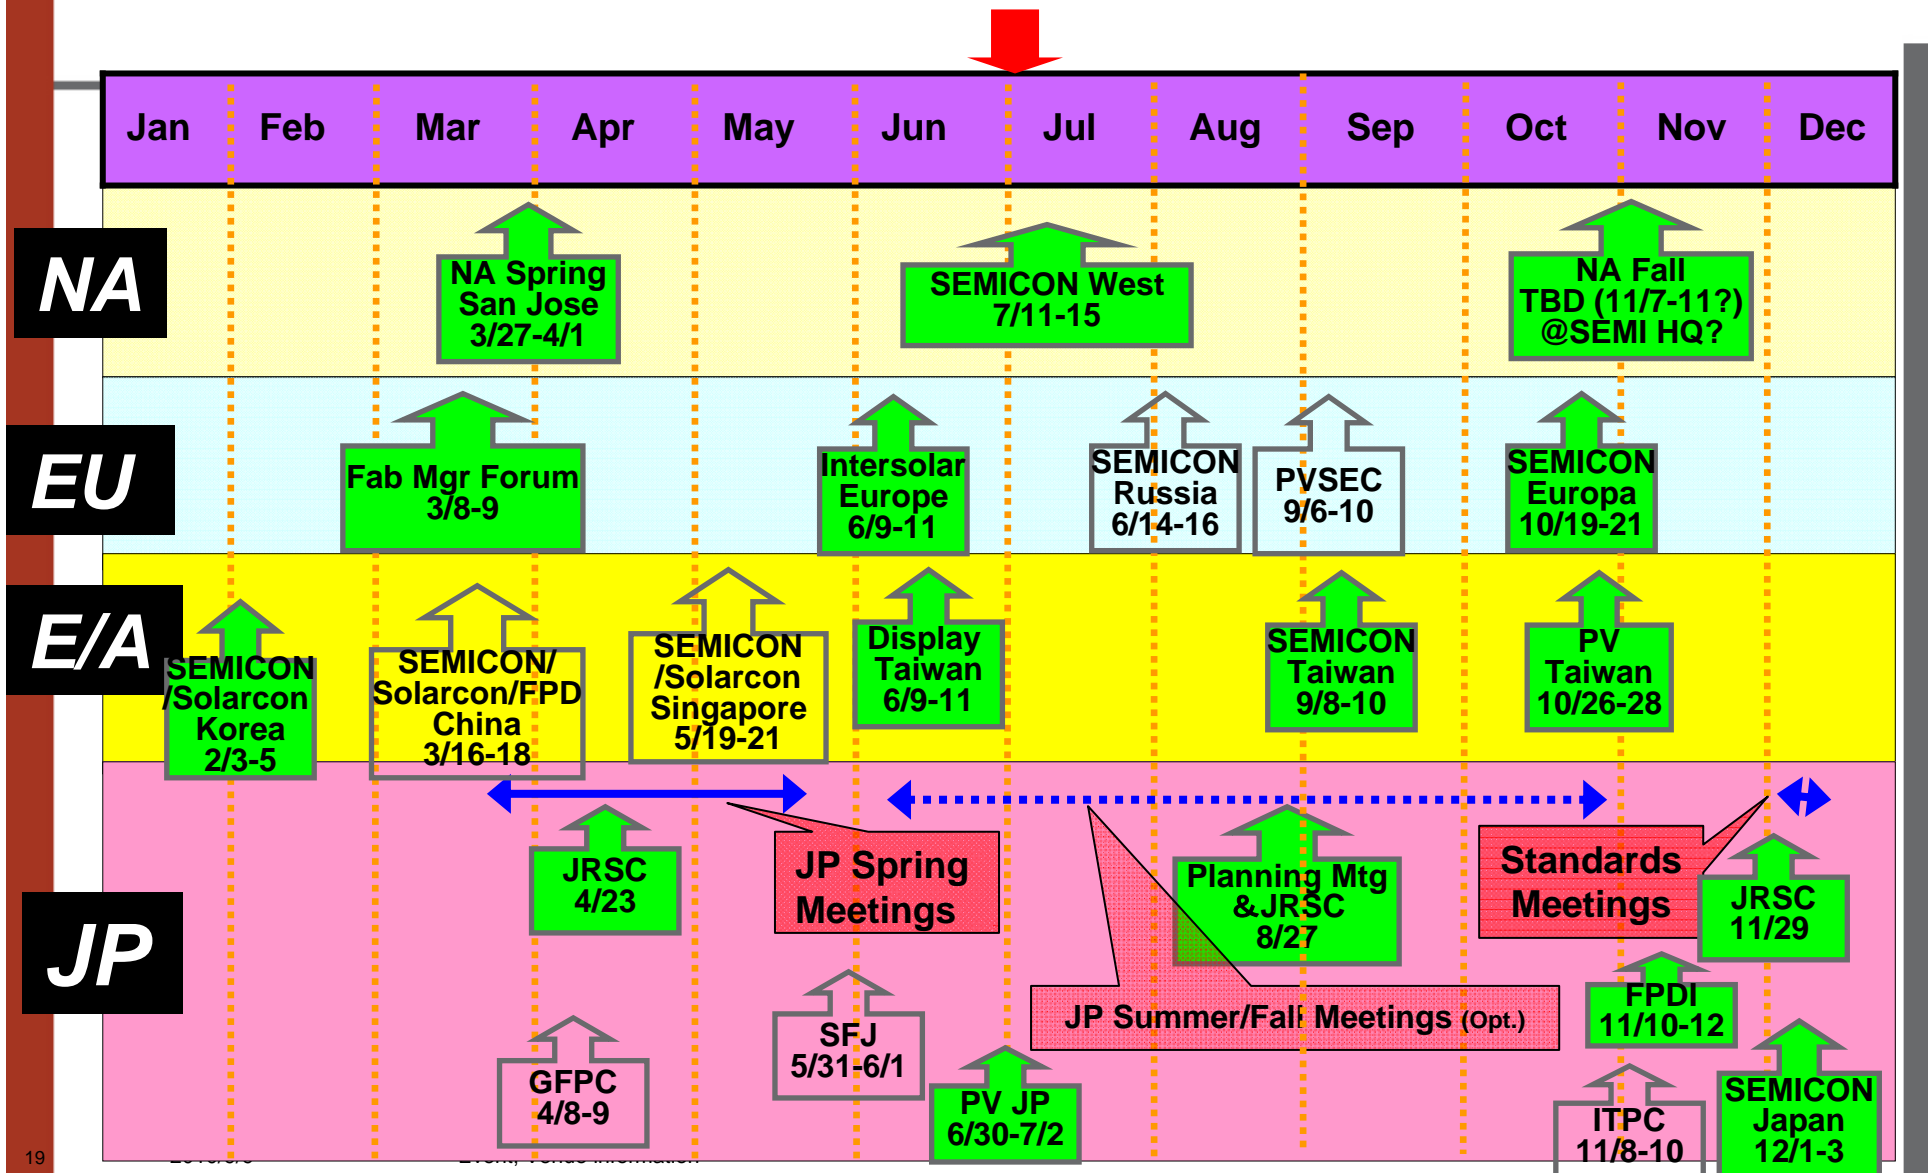 Jan Feb Mar Apr May Jun Jul Aug Sep Oct Nov Dec
NA
NA Spring
San Jose
3/27-4/1
SEMICON West
7/11-15
NA Fall
TBD (11/7-11?)
@SEMI HQ?
EU
Fab Mgr Forum
3/8-9
Intersolar
Europe
6/9-11
SEMICON
Russia
6/14-16
PVSEC
9/6-10
SEMICON
Europa
10/19-21
E/A
SEMICON
/Solarcon
Korea
2/3-5
SEMICON/
Solarcon/FPD
China
3/16-18
SEMICON
/Solarcon
Singapore
5/19-21
Display
Taiwan
6/9-11
SEMICON
Taiwan
9/8-10
PV
Taiwan
10/26-28
JP
JRSC
4/23
JP Spring
Meetings
Planning Mtg
&JRSC
8/27
Standards
Meetings
JRSC
11/29
GFPC
4/8-9
SFJ
5/31-6/1
PV JP
6/30-7/2
JP Summer/Fall Meetings (Opt.)
FPDI
11/10-12
ITPC
11/8-10
SEMICON
Japan
12/1-3
19